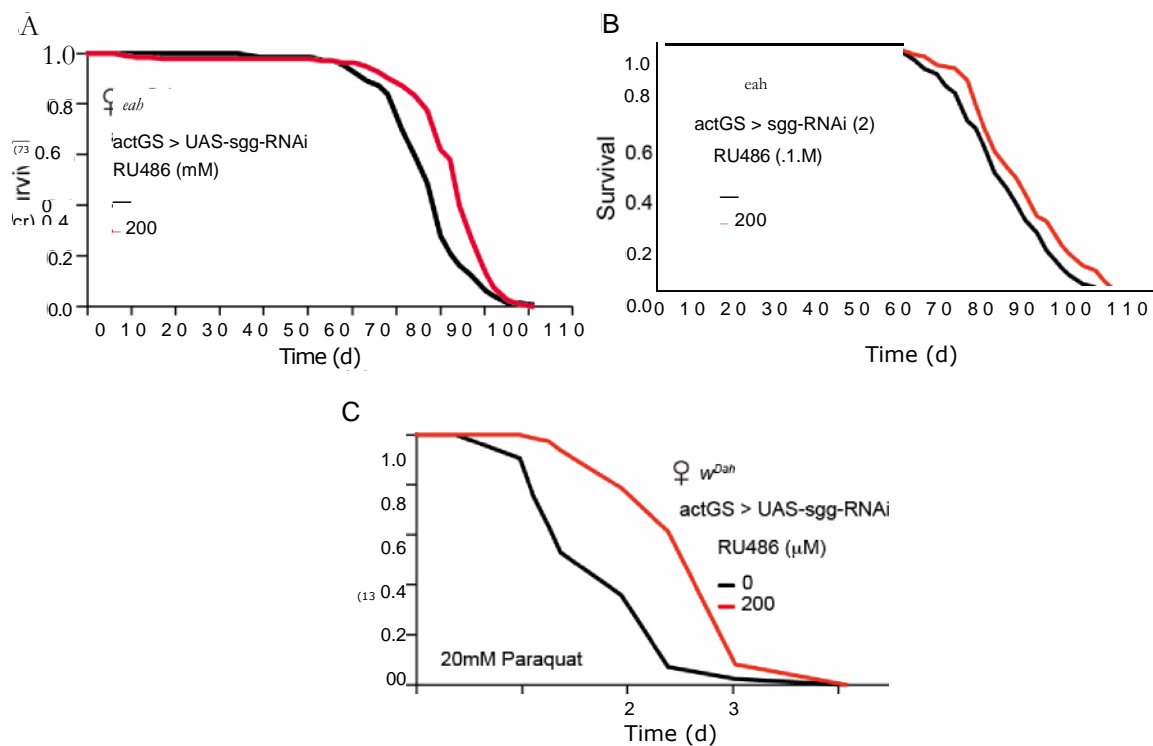 A
1.0
♀ eah
0.8
actGS > UAS-sgg-RNAi
(73 0.6
RU486 (mM)
0.4
200
0.2
0.0
0 10 20 30 40 50 60 70 80 90 100 110
Time (d)
B
1.0
eah
0.8
actGS > sgg-RNAi (2)
RU486 (.1.M)
0.6
Survival
0.4
200
0.2
0.0 10 20 30 40 50 60 70 80 90 100 110
Time (d)
C
1.0
♀ wDah
0.8
actGS > UAS-sgg-RNAi
0.6
RU486 (μM)
0
(13 0.4
200
0.2
20mM Paraquat
00
2 3
Time (d)